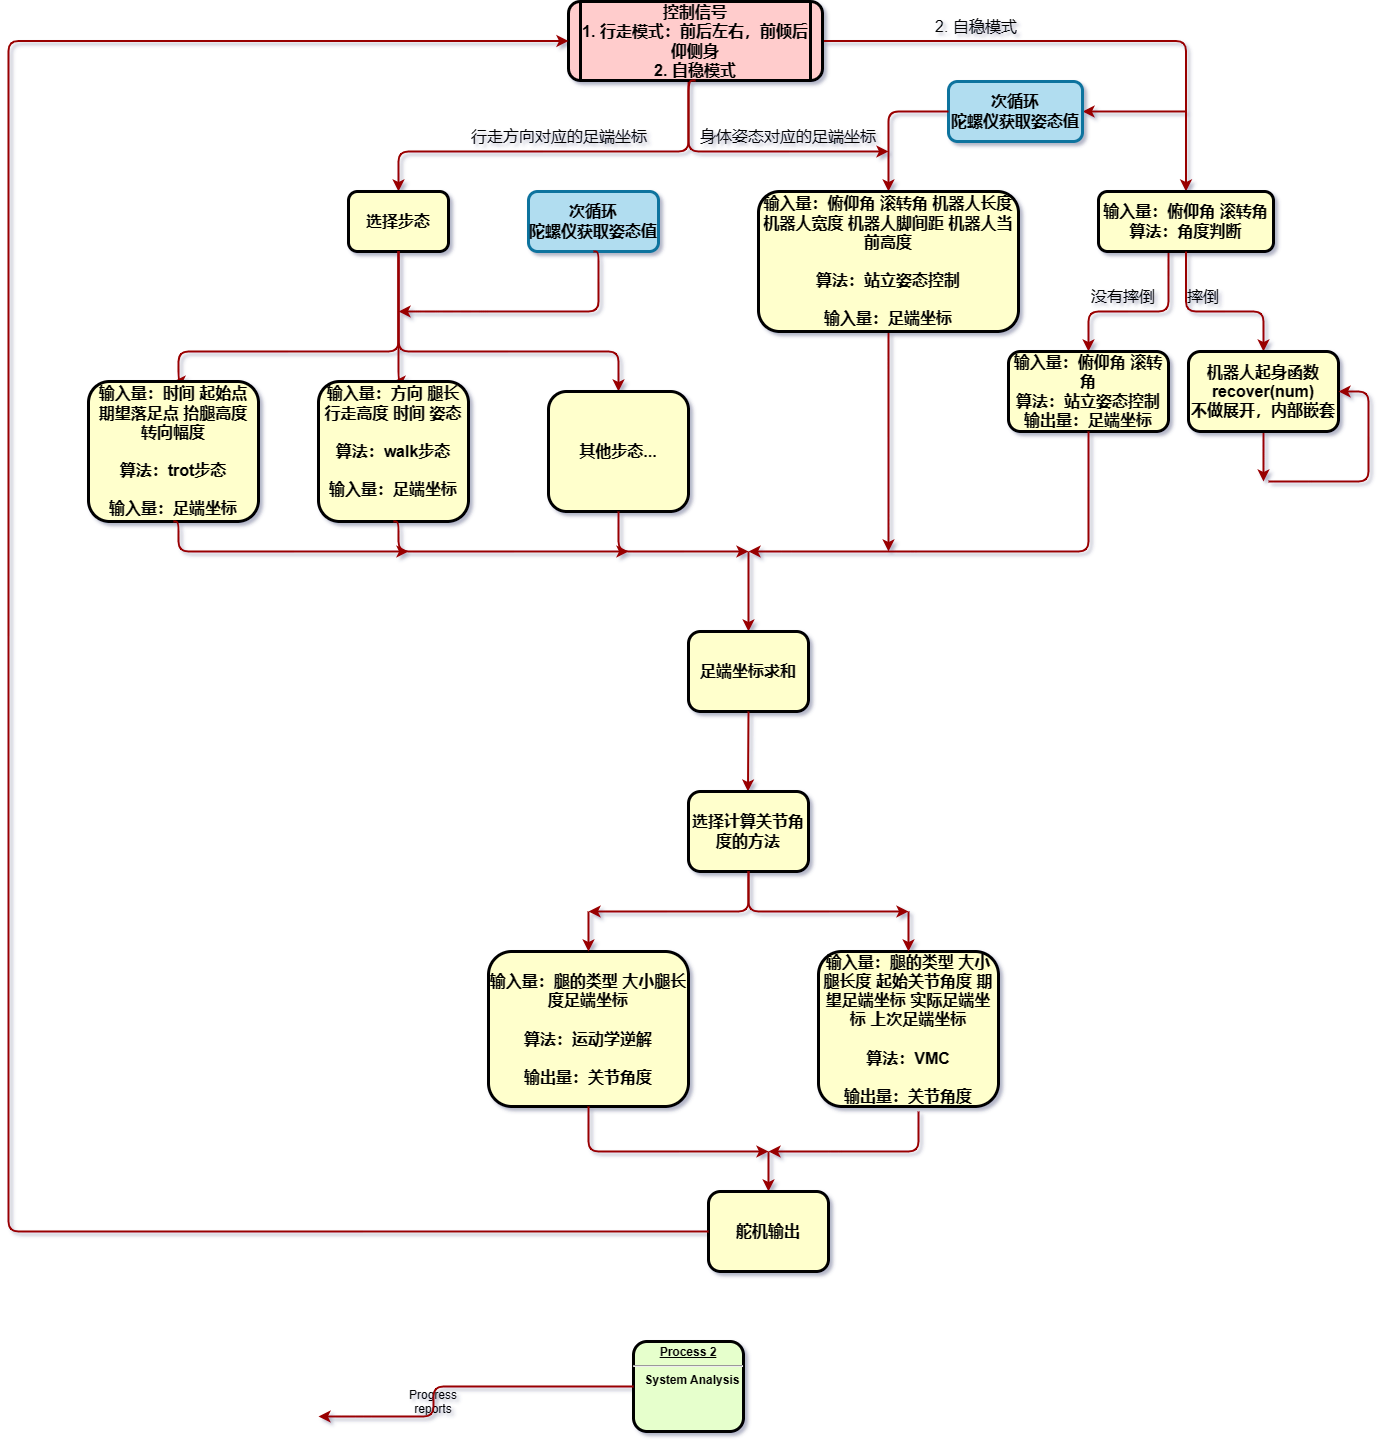 控制信号
1. 行走模式：前后左右，前倾后
仰侧身
2. 自稳模式
2. 自稳模式
次循环
陀螺仪获取姿态值
行走方向对应的足端坐标
身体姿态对应的足端坐标
选择步态
次循环
陀螺仪获取姿态值
输入量：俯仰角 滚转角 机器人长度
机器人宽度 机器人脚间距 机器人当
前高度
算法：站立姿态控制
输入量：足端坐标
输入量：俯仰角 滚转角
算法：角度判断
没有摔倒
摔倒
输入量：时间 起始点
期望落足点 抬腿高度
转向幅度
算法：trot步态
输入量：足端坐标
输入量：方向 腿长
行走高度 时间 姿态
算法：walk步态
输入量：足端坐标
其他步态...
输入量：俯仰角 滚转
角
算法：站立姿态控制
输出量：足端坐标
机器人起身函数
recover(num)
不做展开，内部嵌套
足端坐标求和
选择计算关节角
度的方法
输入量：腿的类型 大小腿长
度足端坐标
算法：运动学逆解
输出量：关节角度
输入量：腿的类型 大小
腿长度 起始关节角度 期
望足端坐标 实际足端坐
标 上次足端坐标
算法：VMC
输出量：关节角度
舵机输出
Process 2
System Analysis
Progress
reports